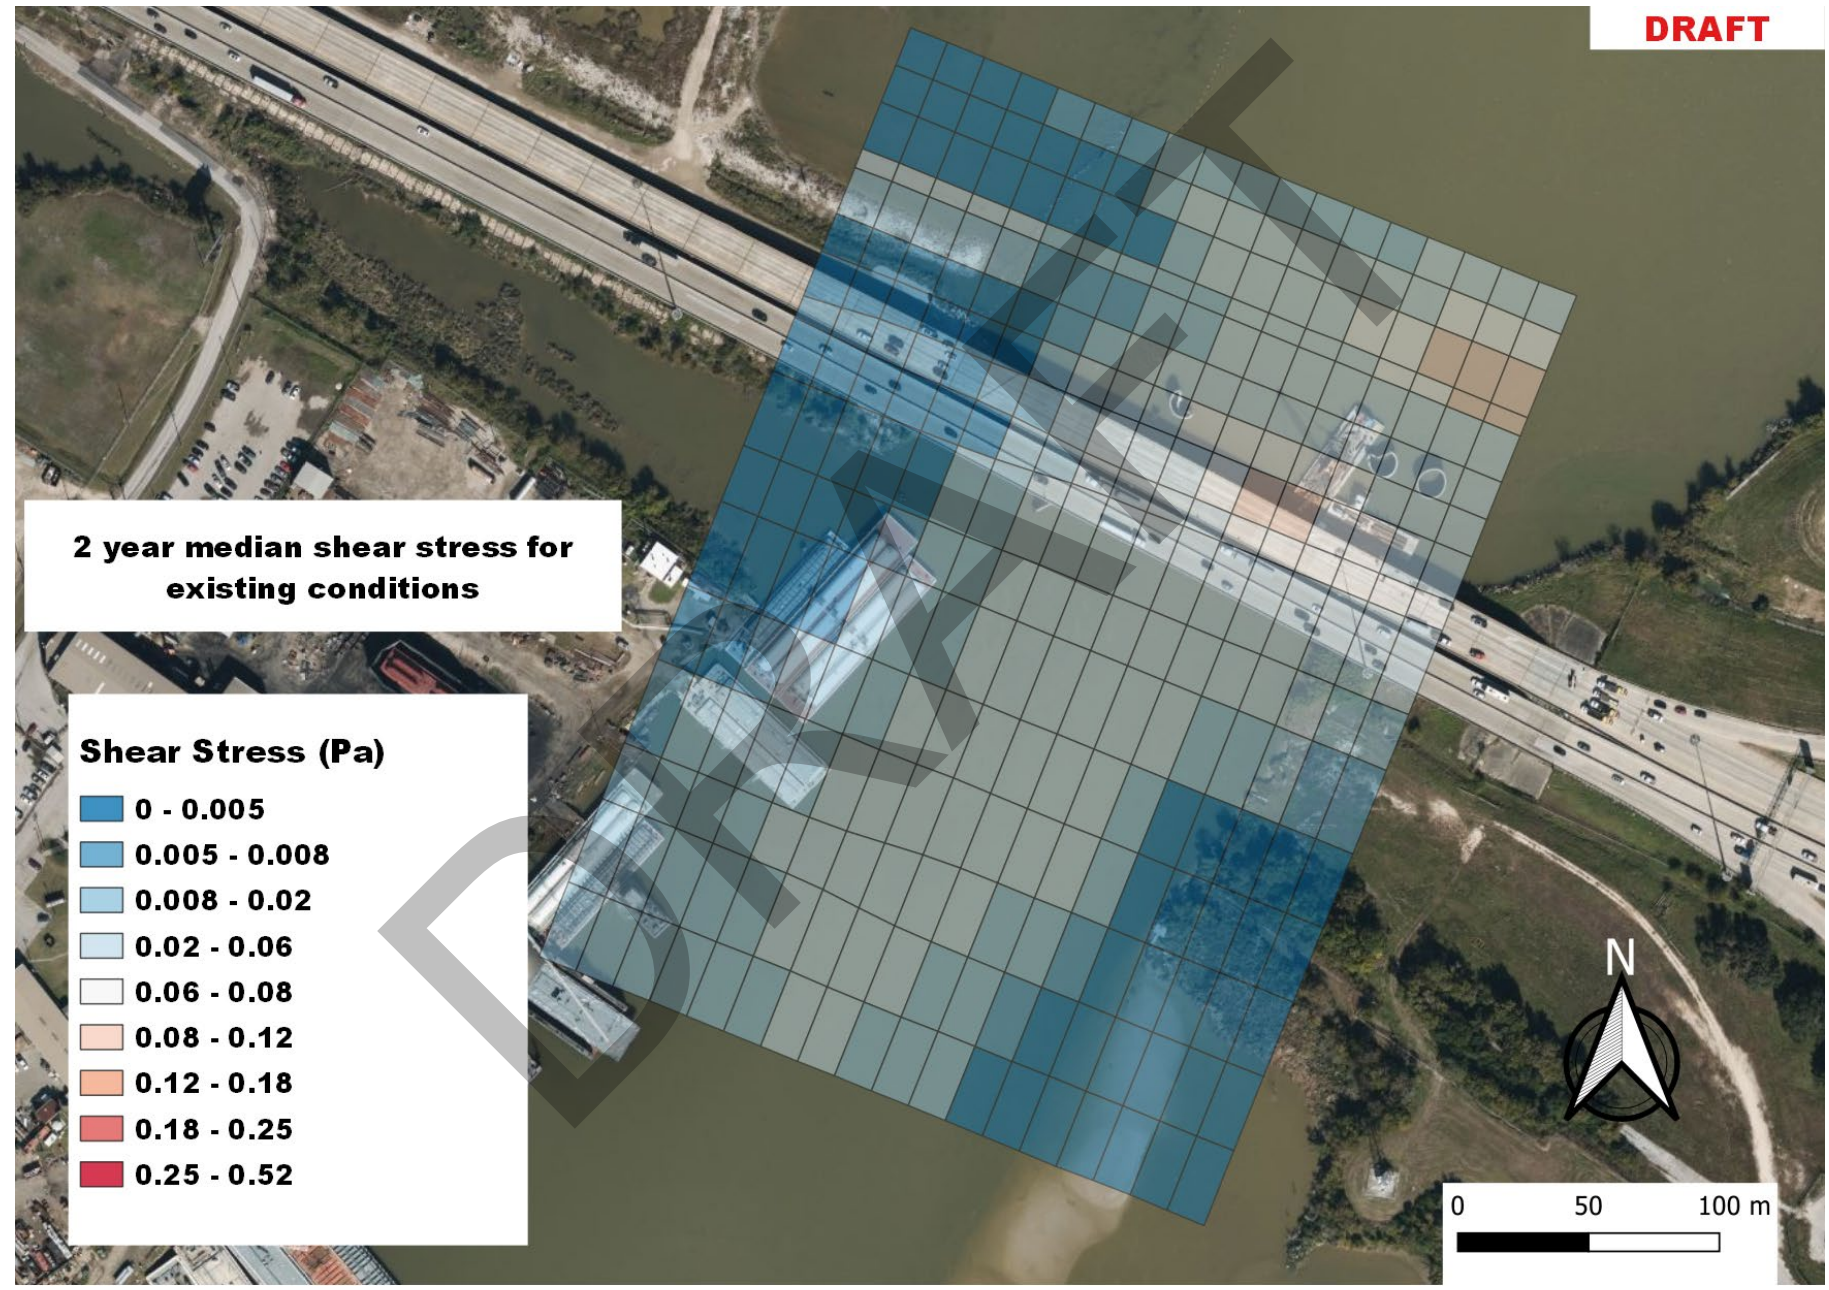 DRAFT
2 year median shear stress for
existing conditions
Shear Stress (Pa)
0 - 0.005
0.005 - 0.008
0.008 - 0.02
0.02 - 0.06
0.06 - 0.08
0.08 - 0.12
0.12 - 0.18
0.18 - 0.25
0.25 - 0.52
DRAFT
N
0 50 100 m